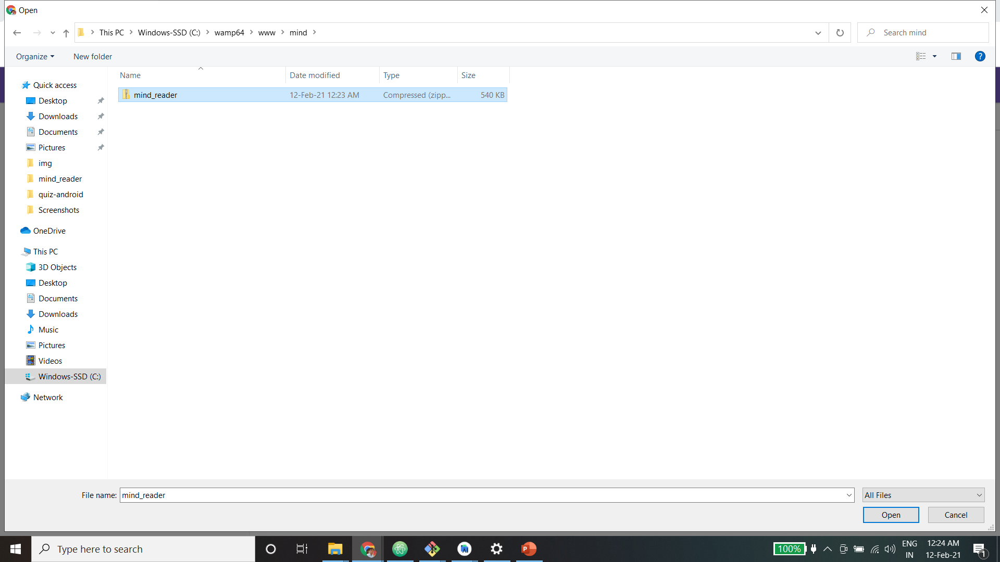 Open
This PC
Windows-SSD (C:)
wamp64
www
mind
Search mind
Organize
New folder
Name
Date modified
Type
Size
mind_reader
12-Feb-21 12:23 AM
Compressed (zipp...
540 KB
Quick access
Desktop
Downloads
Documents
Pictures
img
mind_reader
quiz-android
Screenshots
OneDrive
This PC
3D Objects
Desktop
Documents
Downloads
Music
Pictures
Videos
Windows-SSD (C:)
Network
File name:
mind_reader
All Files
Open
Cancel
Type here to search
100%
ENG
IN
12:24 AM
12-Feb-21
1